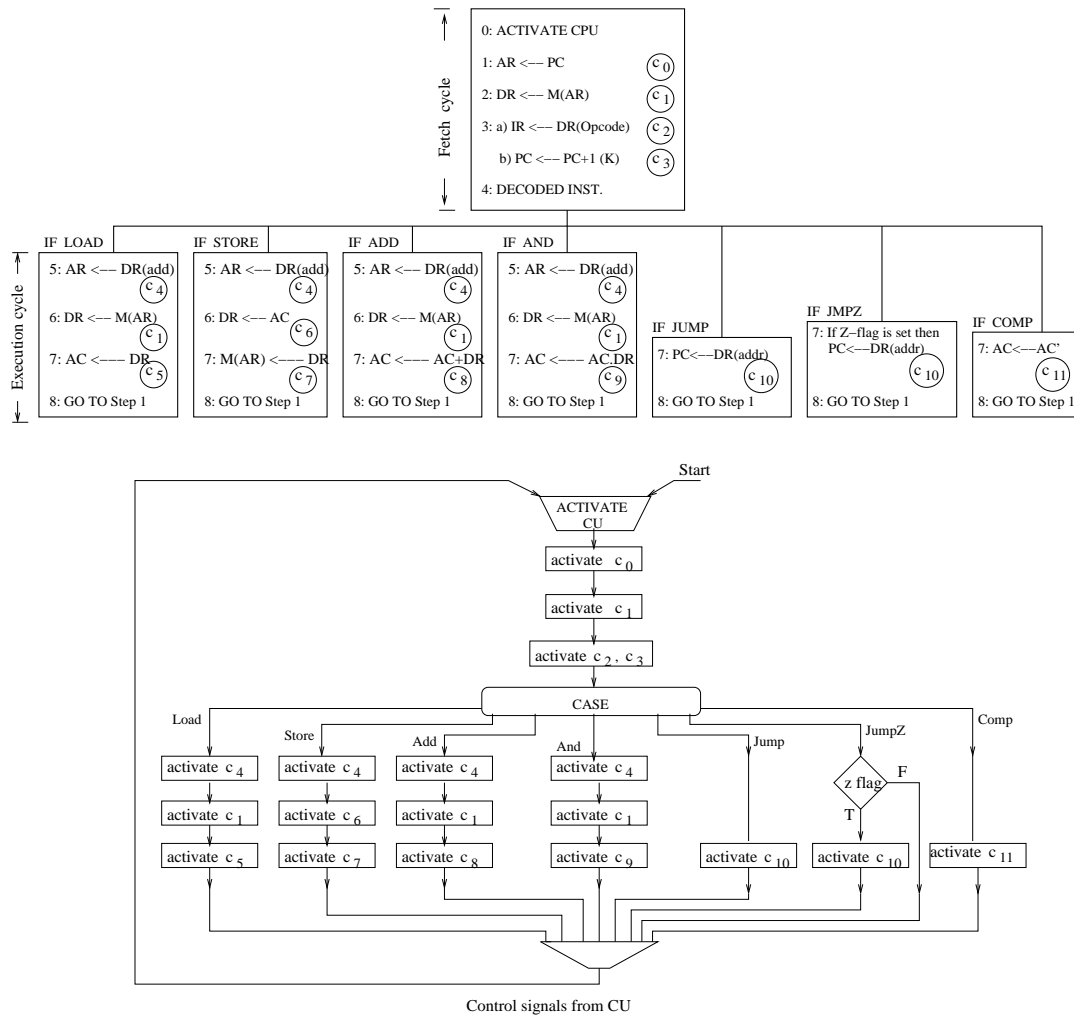 Fetch cycle
0: ACTIVATE CPU
1: AR <−− PC c0
2: DR <−− M(AR) c1
3: a) IR <−− DR(Opcode) c2
b) PC <−− PC+1 (K) c3
4: DECODED INST.
Execution cycle
IF LOAD
5: AR <−− DR(add)
c4
6: DR <−− M(AR)
c1
7: AC <−−− DR
c5
8: GO TO Step 1
IF STORE
5: AR <−− DR(add)
c4
6: DR <−− AC c6
7: M(AR) <−−− DR
c7
8: GO TO Step 1
IF ADD
5: AR <−− DR(add)
c4
6: DR <−− M(AR)
c1
7: AC <−−− AC+DR
c8
8: GO TO Step 1
IF AND
5: AR <−− DR(add)
c4
6: DR <−− M(AR)
c1
7: AC <−−− AC.DR
c9
8: GO TO Step 1
IF JUMP
7: PC<−−DR(addr)
c10
8: GO TO Step 1
IF JMPZ
7: If Z−flag is set then
PC<−−DR(addr)
c10
8: GO TO Step 1
IF COMP
7: AC<−−AC’
c11
8: GO TO Step 1
Start
ACTIVATE
CU
activate c0
activate c1
activate c2, c3
CASE
Load
activate c4
activate c1
activate c5
Store
activate c4
activate c6
activate c7
Add
activate c4
activate c1
activate c8
And
activate c4
activate c1
activate c9
Jump
activate c10
JumpZ
z flag
F
T
activate c10
Comp
activate c11
Control signals from CU